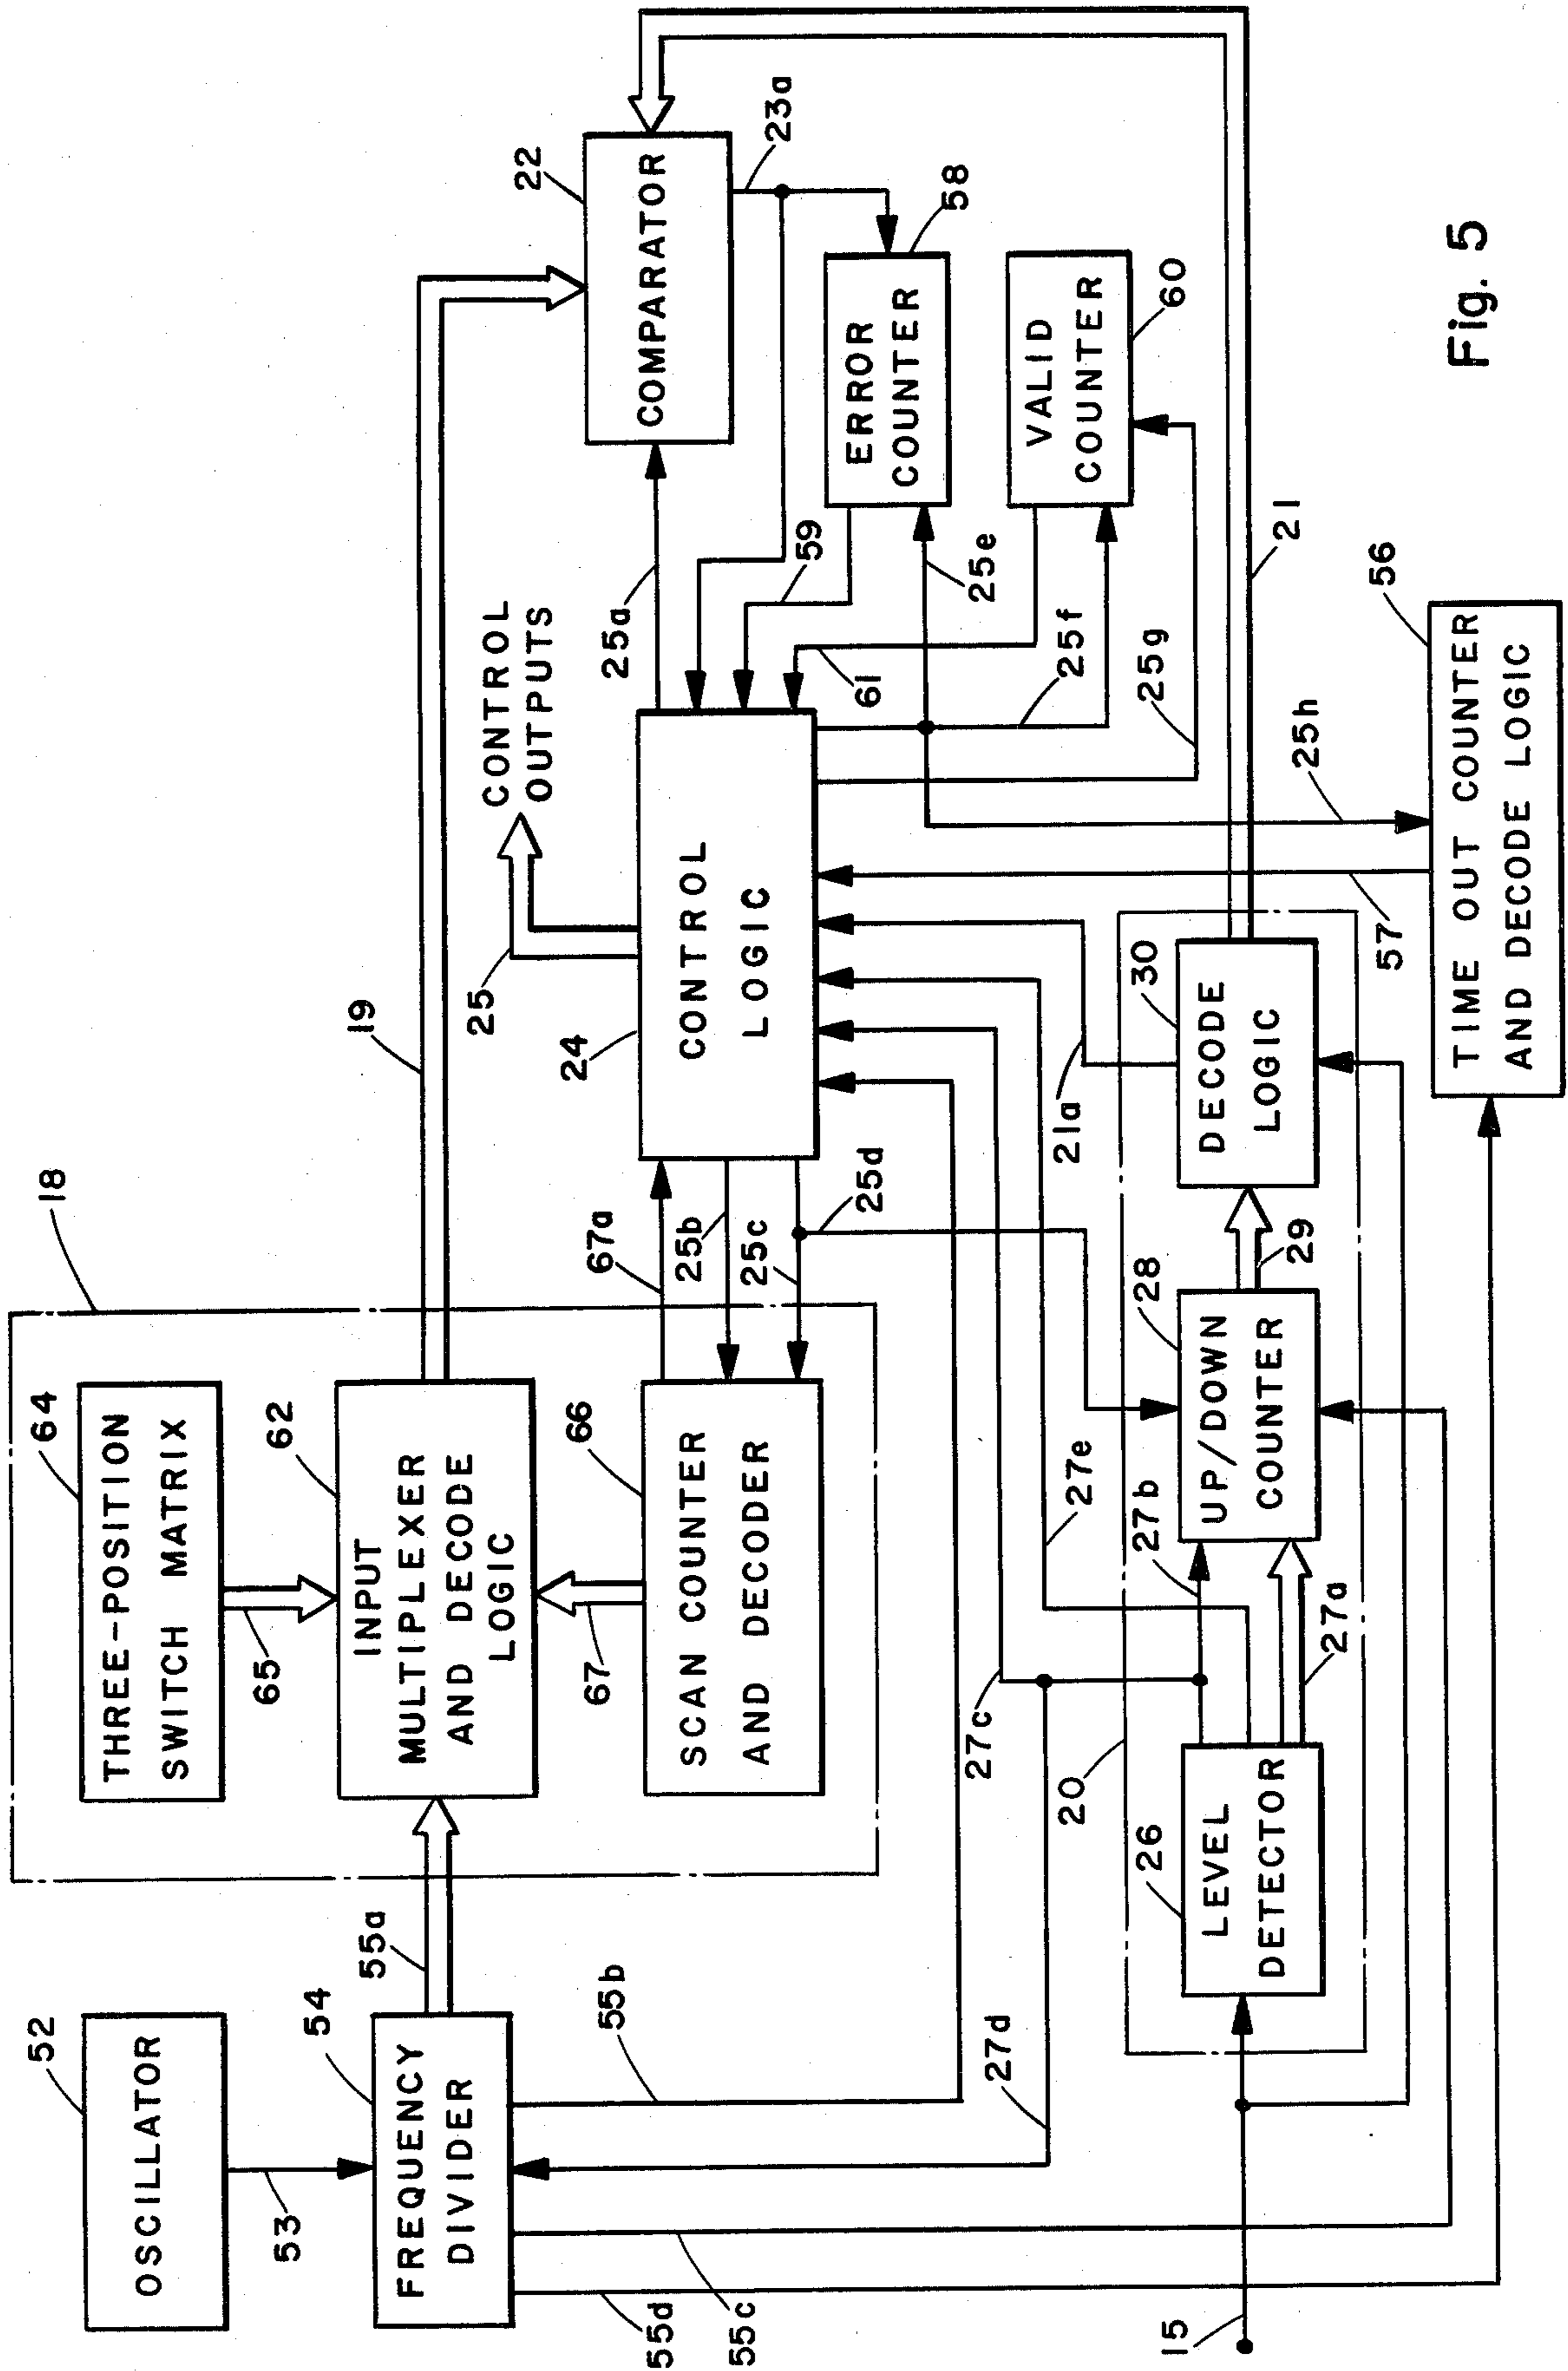 52
OSCILLATOR
53
54
FREQUENCY
DIVIDER
55a
55b
55c
55d
18
64
THREE-POSITION
SWITCH MATRIX
65
62
INPUT
MULTIPLEXER
AND DECODE
LOGIC
67
66
SCAN COUNTER
AND DECODER
19
67a
25b
25c
25d
24
CONTROL
LOGIC
25
CONTROL
OUTPUTS
25a
22
COMPARATOR
23a
58
ERROR
COUNTER
59
25e
VALID
COUNTER
60
61
25f
25g
25h
27c
27d
27e
21a
20
15
26
LEVEL
DETECTOR
27b
27a
28
UP/DOWN
COUNTER
29
30
DECODE
LOGIC
21
57
56
TIME OUT COUNTER
AND DECODE LOGIC
Fig. 5